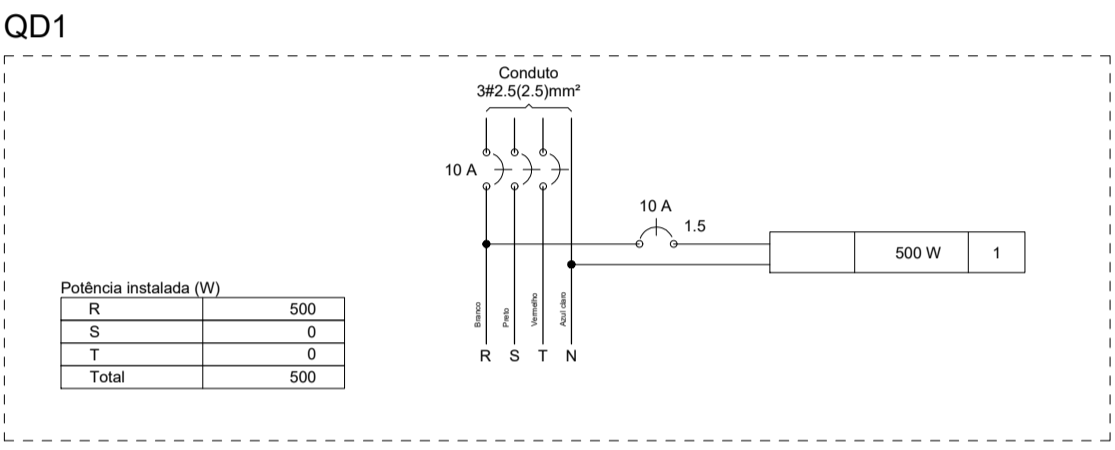 QD1
Conduto
3#2.5(2.5)mm²
10 A
10 A
1.5
500 W 1
Potência instalada (W)
R 500
S 0
T 0
Total 500
Branco
Preto
Vermelho
Azul claro
R S T N